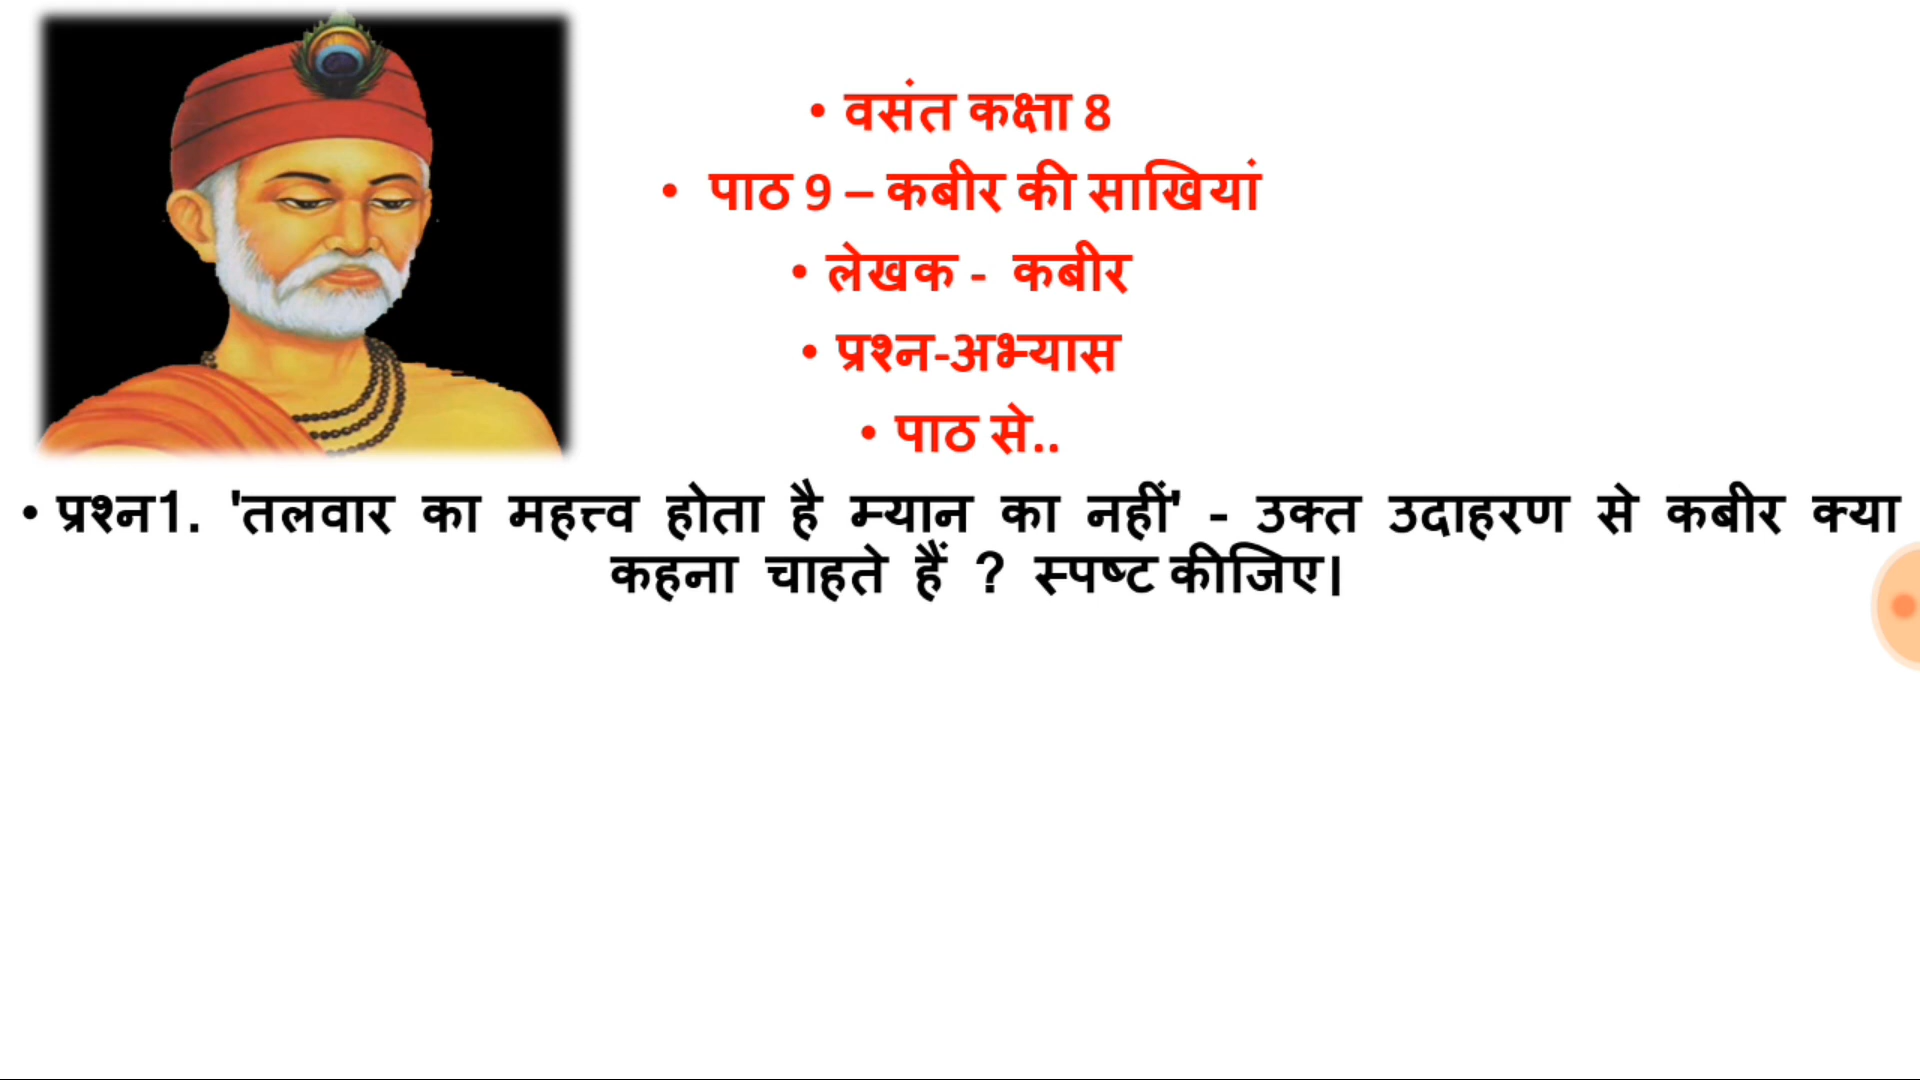 • वसंत कक्षा 8
• पाठ 9 – कबीर की साखियां
• लेखक - कबीर
• प्रश्न-अभ्यास
• पाठ से..
• प्रश्न1. 'तलवार का महत्त्व होता है म्यान का नहीं' - उक्त उदाहरण से कबीर क्या
कहना चाहते हैं ? स्पष्ट कीजिए।